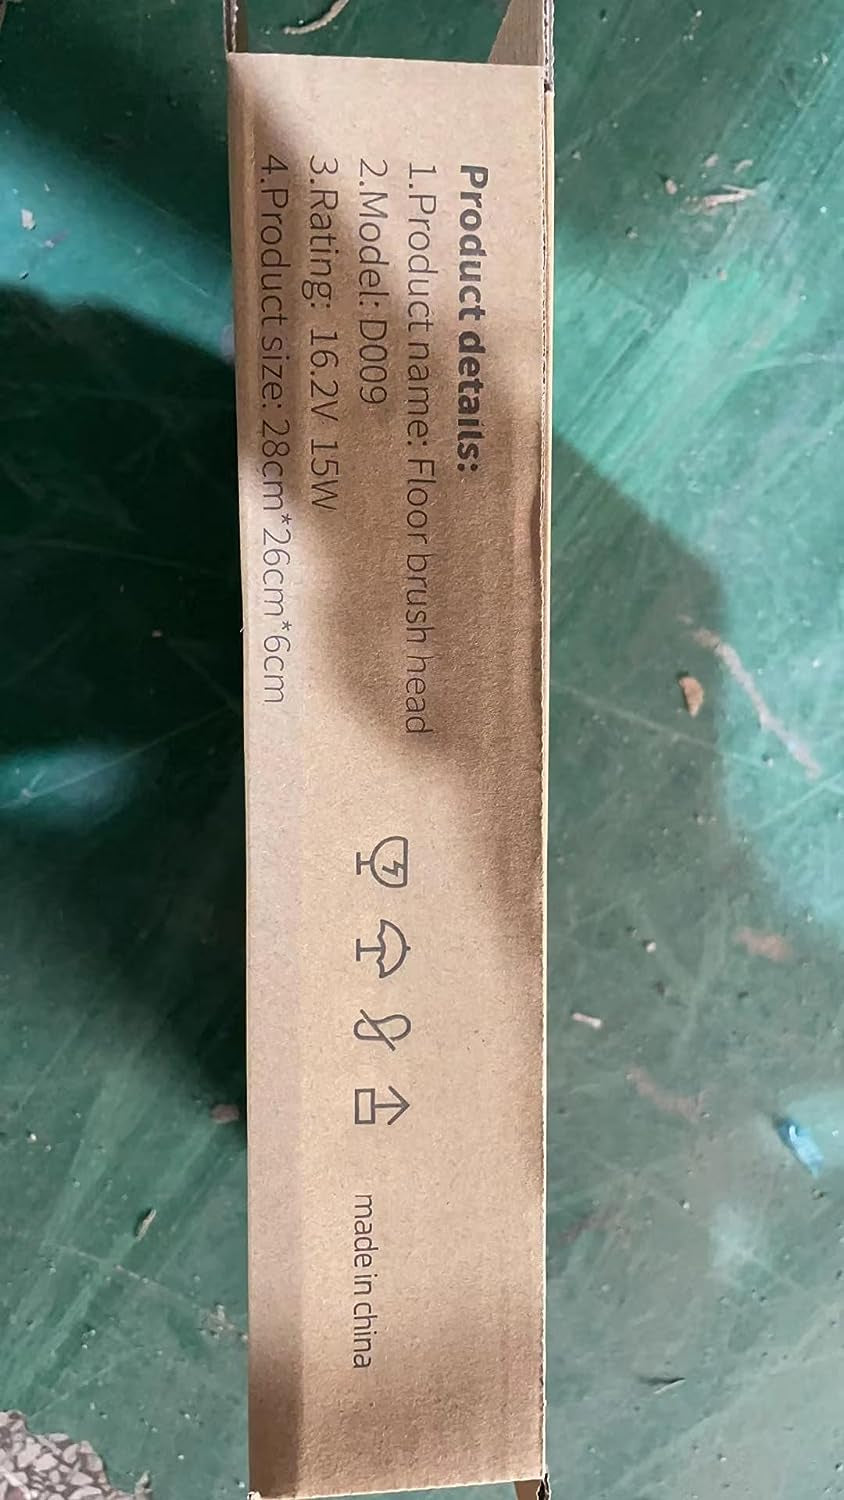 Product details:
1.Product name: Floor brush head
2.Model: D009
3.Rating: 16.2V 15W
4.Product size: 28cm*26cm*6cm
made in china